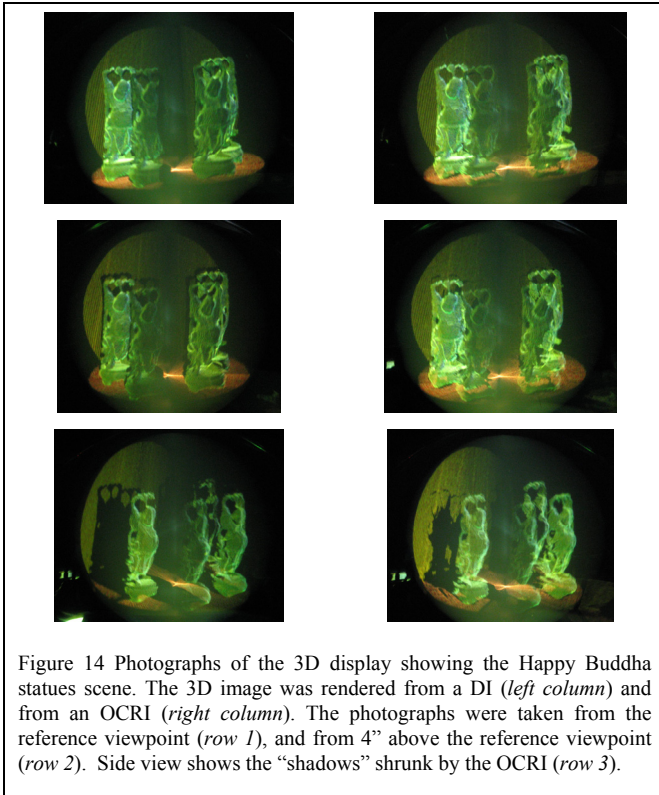 Figure 14 Photographs of the 3D display showing the Happy Buddha
statues scene. The 3D image was rendered from a DI (left column) and
from an OCRI (right column). The photographs were taken from the
reference viewpoint (row 1), and from 4” above the reference viewpoint
(row 2).  Side view shows the “shadows” shrunk by the OCRI (row 3).